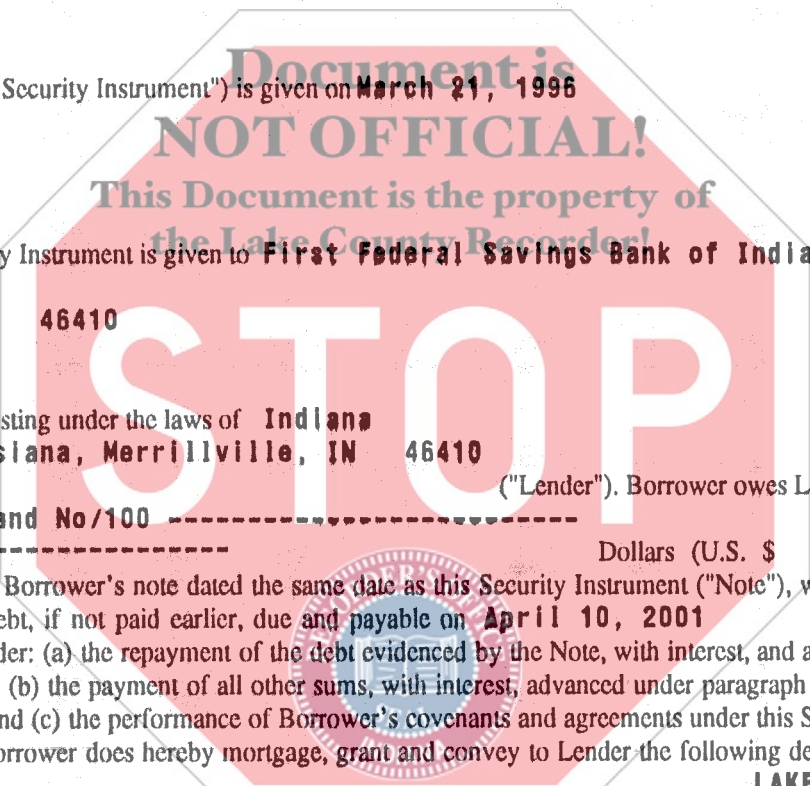 Document is
Security Instrument") is given on March 21, 1996
NOT OFFICIAL!
This Document is the property of
the Lake County Recorder!
y Instrument is given to First Federal Savings Bank of India
46410
STOP
sting under the laws of Indiana
siana, Merrillville, IN 46410
("Lender"). Borrower owes L
and No/100 ----------------------------
---------------- Dollars (U.S. $
Borrower's note dated the same date as this Security Instrument ("Note"), w
ebt, if not paid earlier, due and payable on April 10, 2001
der: (a) the repayment of the debt evidenced by the Note, with interest, and a
(b) the payment of all other sums, with interest, advanced under paragraph
nd (c) the performance of Borrower's covenants and agreements under this S
orrower does hereby mortgage, grant and convey to Lender the following de
LAKE